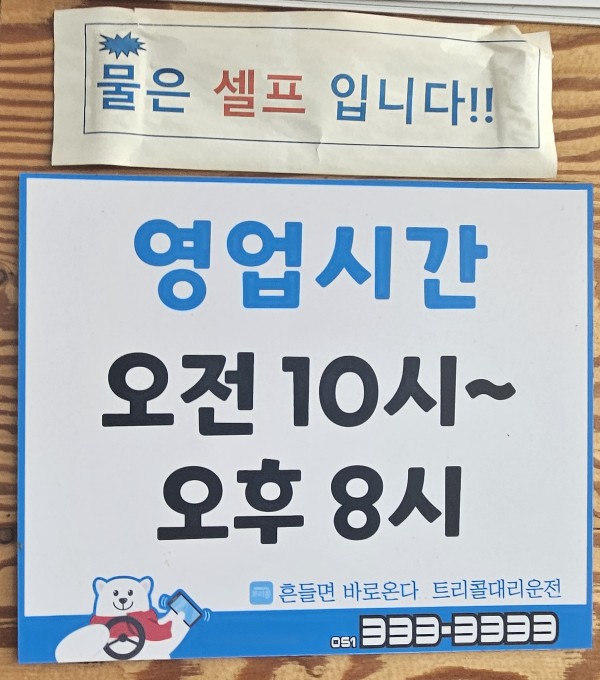 물은 셀프 입니다!!
영업시간
오전 10시~
오후 8시
흔들면 바로온다 트리콜대리운전
051 333-3333